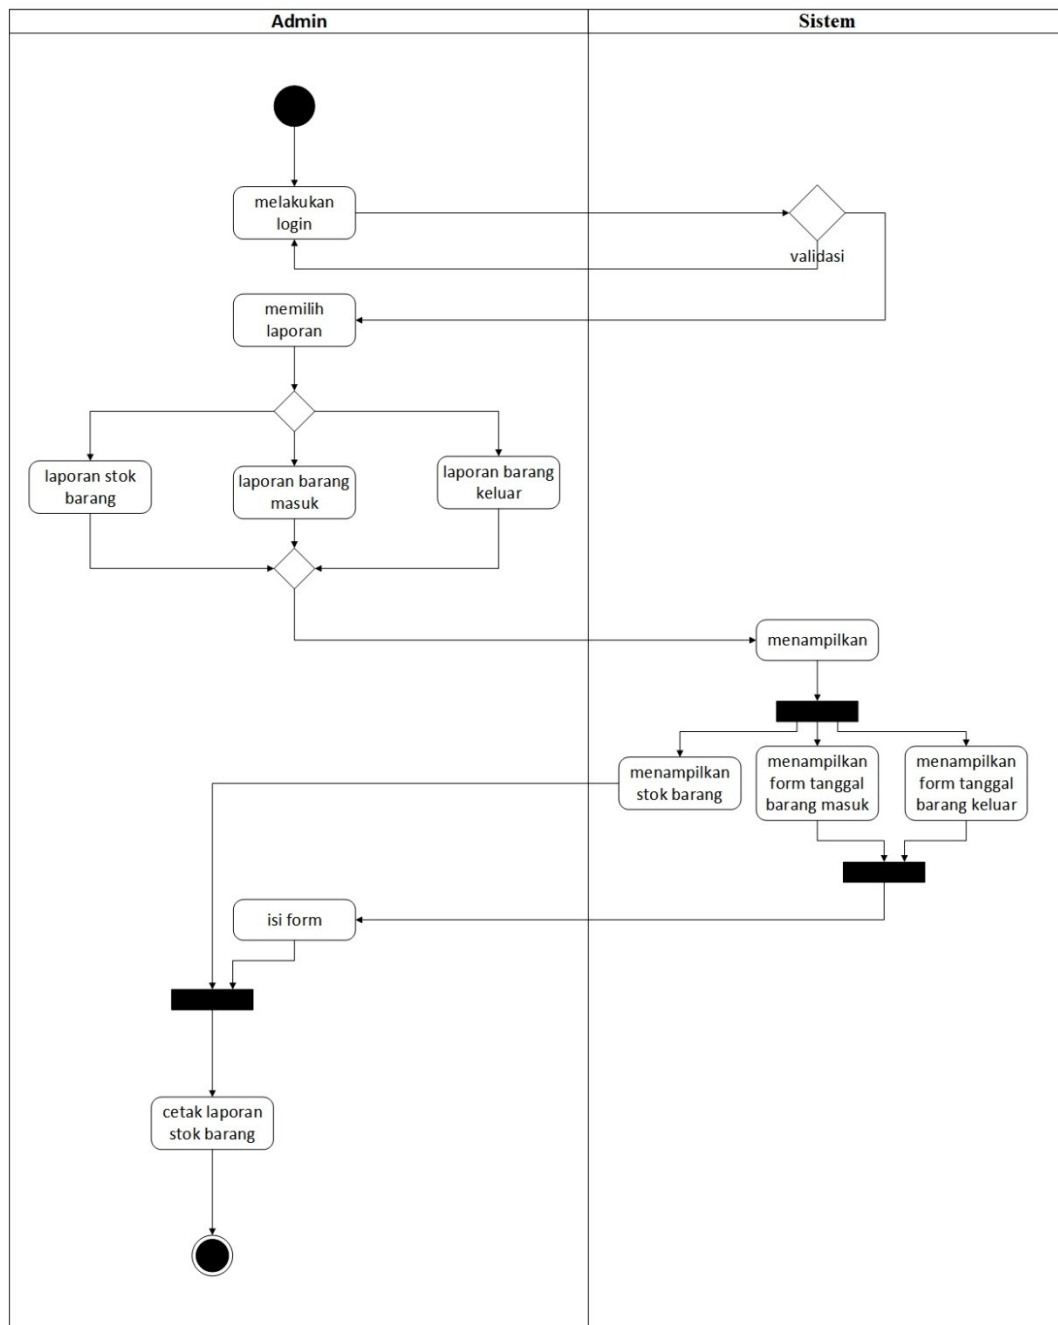 Admin
Sistem
melakukan
login
validasi
memilih
laporan
laporan stok
barang
laporan barang
masuk
laporan barang
keluar
menampilkan
menampilkan
stok barang
menampilkan
form tanggal
barang masuk
menampilkan
form tanggal
barang keluar
isi form
cetak laporan
stok barang